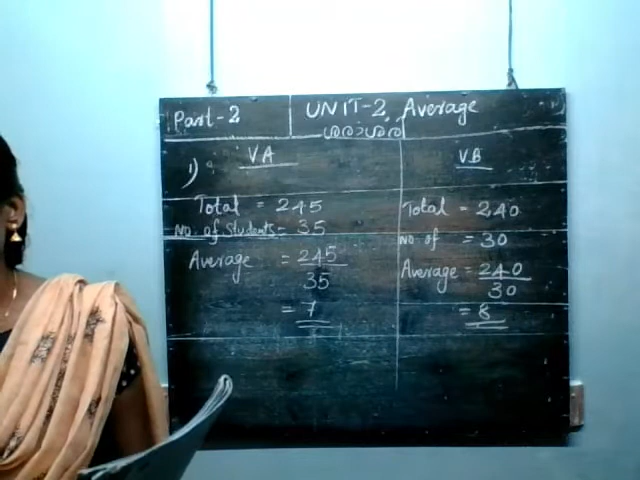 Part-2
UNIT-2, Average
ശരാശരി
1) VA
Total = 245
No. of Students = 35
Average = 245
35
= 7
VB
Total = 240
No of = 30
Average = 240
30
= 8